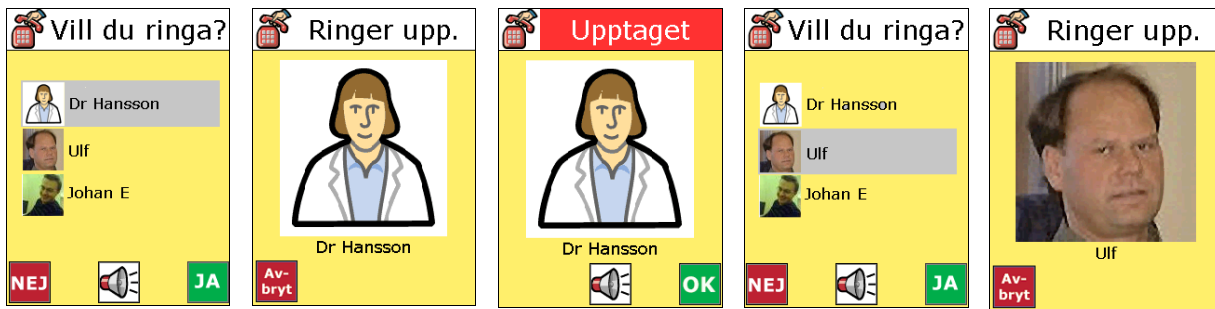 Vill du ringa?
Dr Hansson
Ulf
Johan E
NEJ
JA
Ringer upp.
Dr Hansson
Av-
bryt
Upptaget
Dr Hansson
OK
Vill du ringa?
Dr Hansson
Ulf
Johan E
NEJ
JA
Ringer upp.
Ulf
Av-
bryt